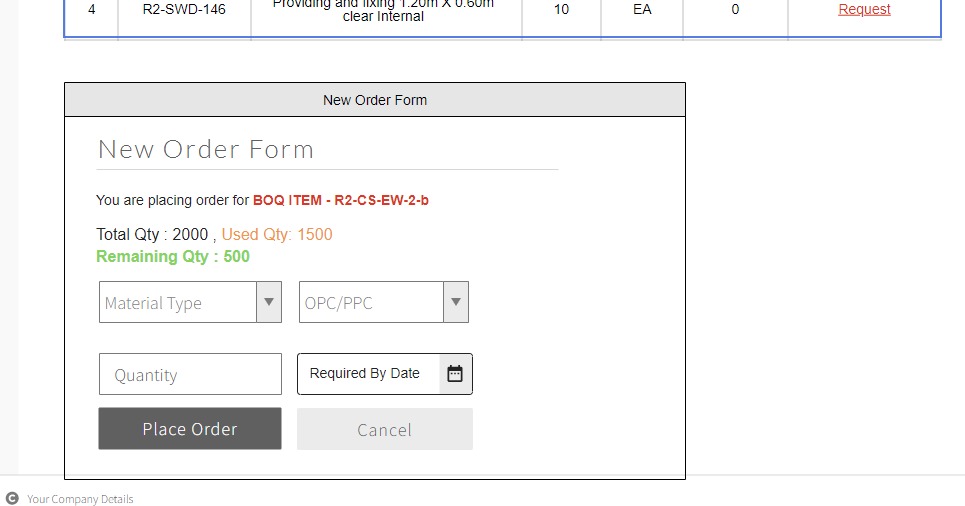 Providing and fixing 1.20m X 0.60m
4 R2-SWD-146 clear Internal 10 EA 0 Request
New Order Form
New Order Form
You are placing order for BOQ ITEM - R2-CS-EW-2-b
Total Qty : 2000 , Used Qty: 1500
Remaining Qty : 500
Material Type OPC/PPC
Quantity Required By Date
Place Order Cancel
Your Company Details